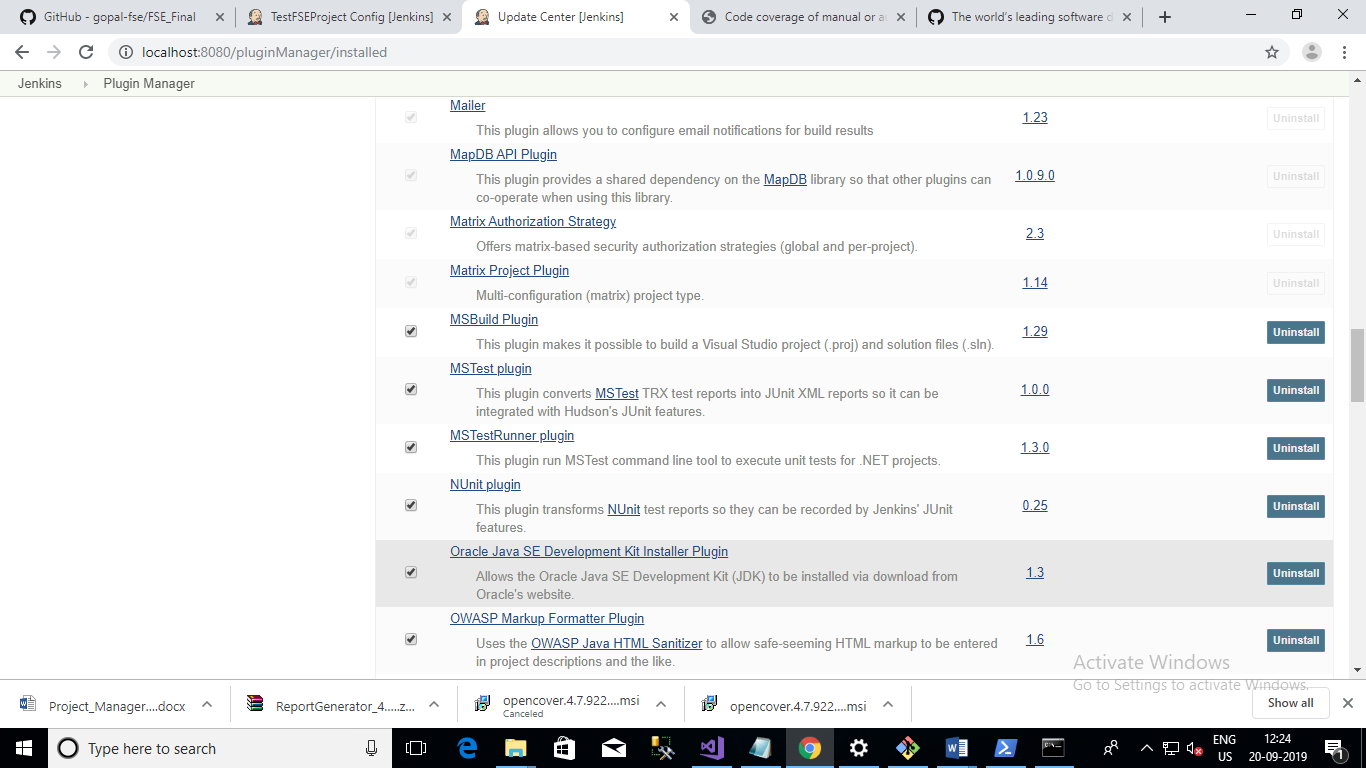 GitHub - gopal-fse/FSE_Final
TestFSEProject Config [Jenkins]
Update Center [Jenkins]
Code coverage of manual or au
The world's leading software d
localhost:8080/pluginManager/installed
Jenkins
Plugin Manager
Mailer
This plugin allows you to configure email notifications for build results
1.23
Uninstall
MapDB API Plugin
This plugin provides a shared dependency on the MapDB library so that other plugins can
co-operate when using this library.
1.0.9.0
Uninstall
Matrix Authorization Strategy
Offers matrix-based security authorization strategies (global and per-project).
2.3
Uninstall
Matrix Project Plugin
Multi-configuration (matrix) project type.
1.14
Uninstall
MSBuild Plugin
This plugin makes it possible to build a Visual Studio project (.proj) and solution files (.sln).
1.29
Uninstall
MSTest plugin
This plugin converts MSTest TRX test reports into JUnit XML reports so it can be
integrated with Hudson's JUnit features.
1.0.0
Uninstall
MSTestRunner plugin
This plugin run MSTest command line tool to execute unit tests for .NET projects.
1.3.0
Uninstall
NUnit plugin
This plugin transforms NUnit test reports so they can be recorded by Jenkins' JUnit
features.
0.25
Uninstall
Oracle Java SE Development Kit Installer Plugin
Allows the Oracle Java SE Development Kit (JDK) to be installed via download from
Oracle's website.
1.3
Uninstall
OWASP Markup Formatter Plugin
Uses the OWASP Java HTML Sanitizer to allow safe-seeming HTML markup to be entered
in project descriptions and the like.
1.6
Uninstall
Activate Windows
Go to Settings to activate Windows.
Project_Manager....docx
ReportGenerator_4.....z...
opencover.4.7.922....msi
Canceled
opencover.4.7.922....msi
Show all
Type here to search
ENG
US
12:24
20-09-2019
1